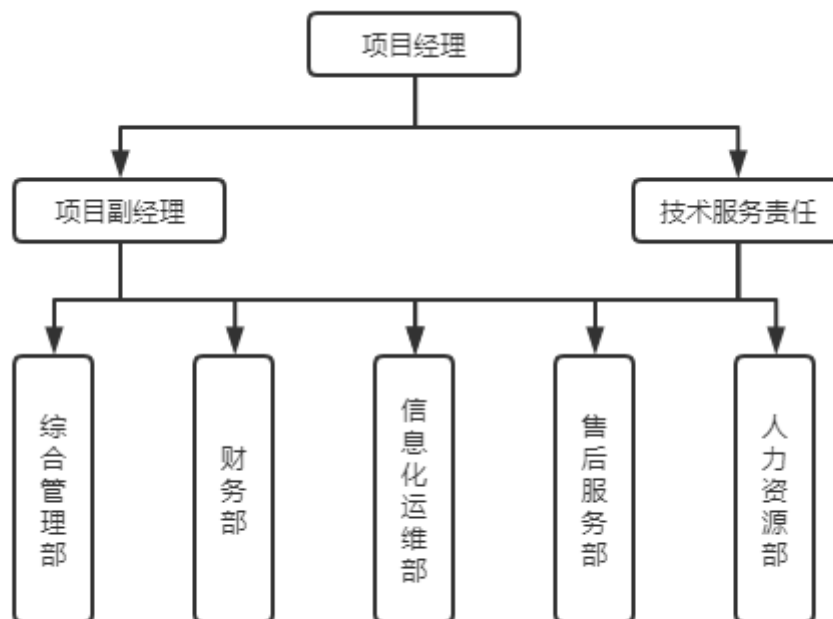 项目经理
项目副经理
技术服务责任
综合管理部
财务部
信息化运维部
售后服务部
人力资源部